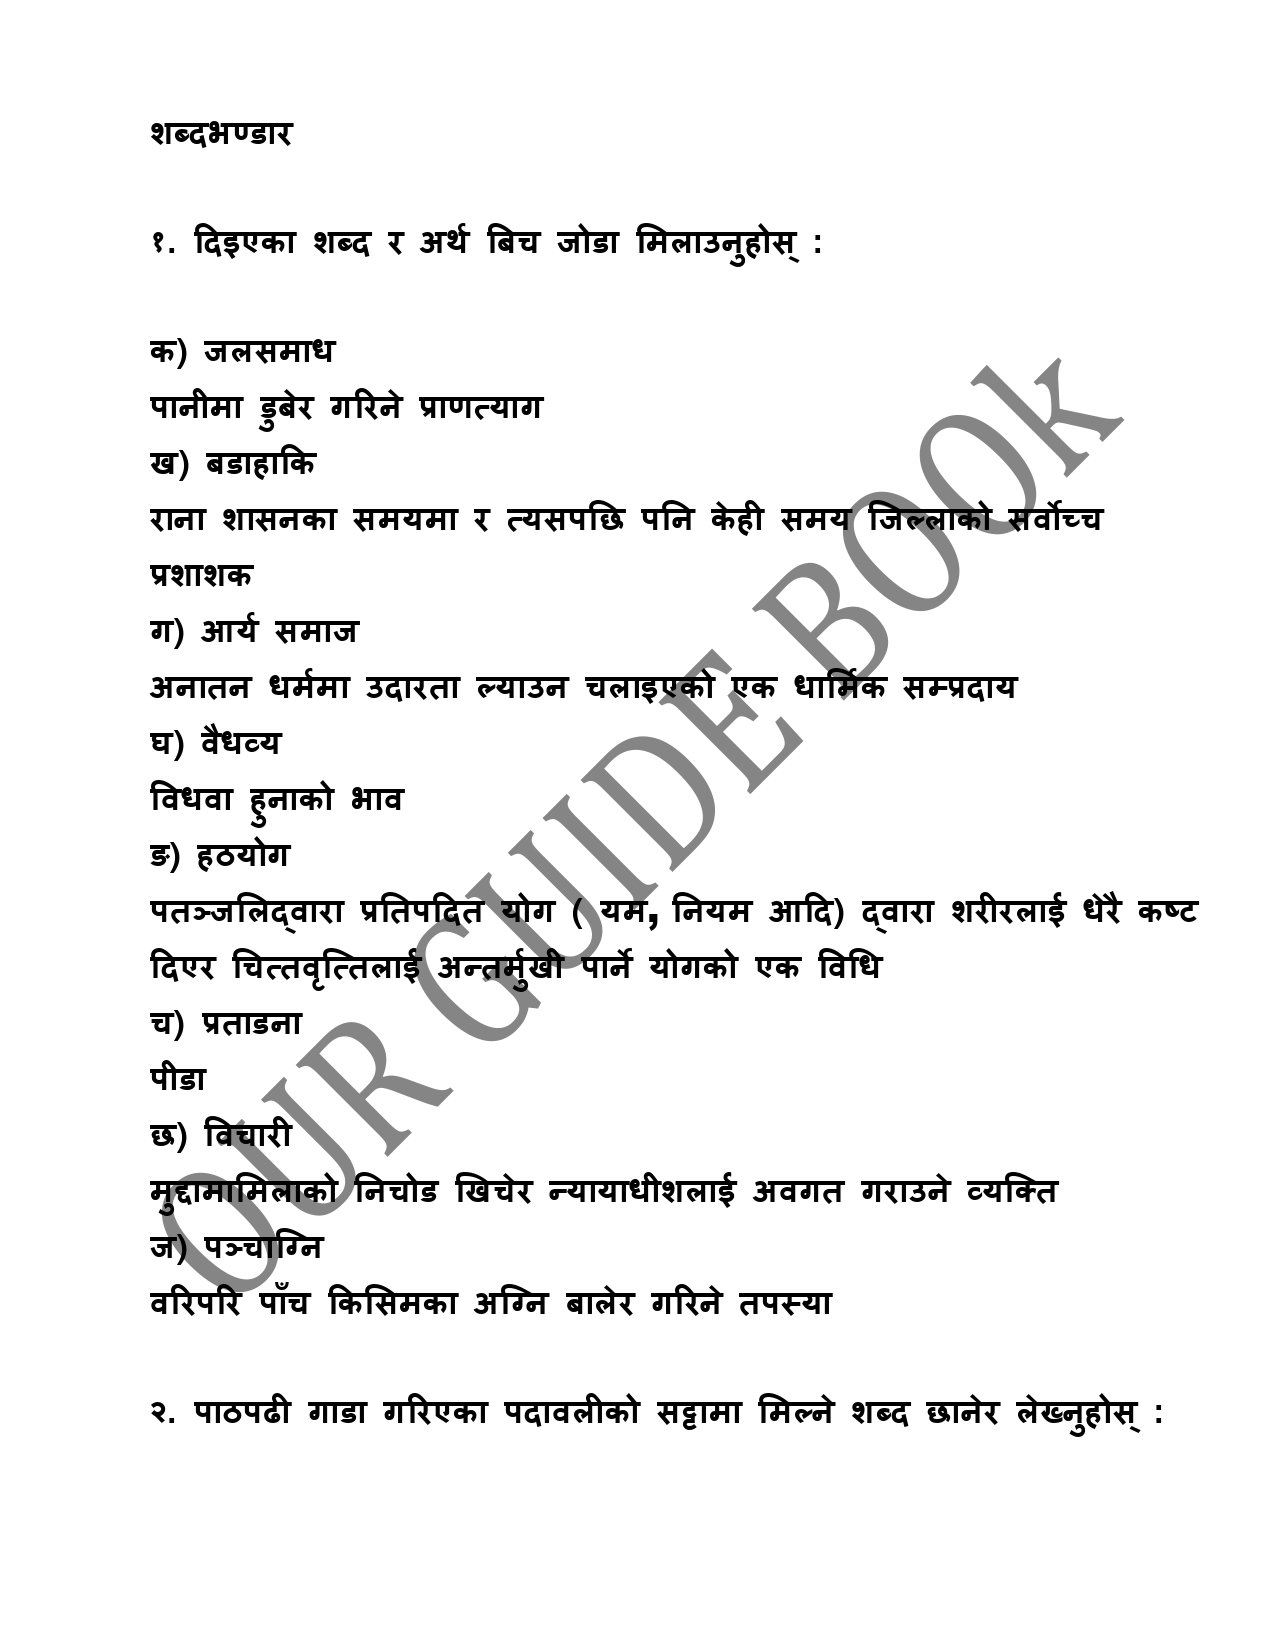 शब्दभण्डार
१. दिइएका शब्द र अर्थ बिच जोडा मिलाउनुहोस् :
क) जलसमाध
पानीमा डुबेर गरिने प्राणत्याग
ख) बडाहाकि
राना शासनका समयमा र त्यसपछि पनि केही समय जिल्लाको सर्वोच्च
प्रशाशक
ग) आर्य समाज
अनातन धर्ममा उदारता ल्याउन चलाइएको एक धार्मिक सम्प्रदाय
घ) वैधव्य
विधवा हुनाको भाव
ङ) हठयोग
पतञ्जलिद्वारा प्रतिपदित योग ( यम, नियम आदि) द्वारा शरीरलाई धेरै कष्ट
दिएर चित्तवृत्तिलाई अन्तर्मुखी पार्ने योगको एक विधि
च) प्रताडना
पीडा
छ) विचारी
मुद्दामामिलाको निचोड खिचेर न्यायाधीशलाई अवगत गराउने व्यक्ति
ज) पञ्चाग्नि
वरिपरि पाँच किसिमका अग्नि बालेर गरिने तपस्या
२. पाठपढी गाडा गरिएका पदावलीको सट्टामा मिल्ने शब्द छानेर लेख्नुहोस् :
OUR GUIDE BOOk